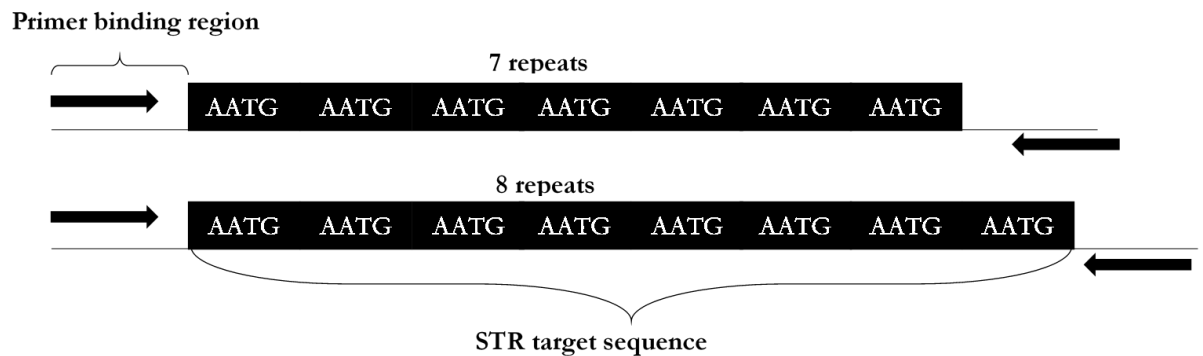 Primer binding region
7 repeats
AATG AATG AATG AATG AATG AATG AATG
8 repeats
AATG AATG AATG AATG AATG AATG AATG AATG
STR target sequence